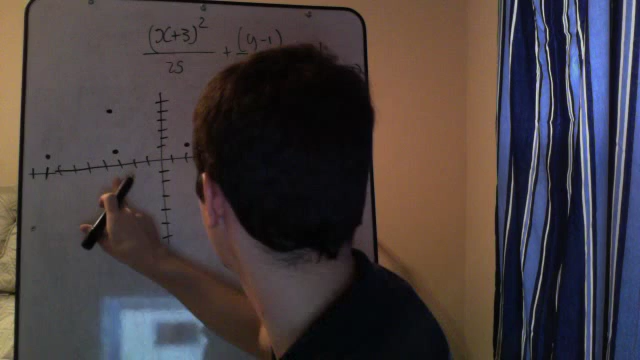 (x+3)² + (y-1)
25